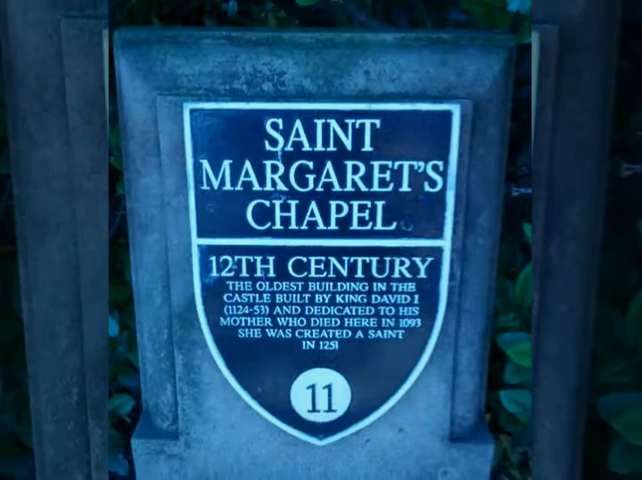 SAINT
MARGARET'S
CHAPEL
12TH CENTURY
THE OLDEST BUILDING IN THE
CASTLE BUILT BY KING DAVID I
(1124-53) AND DEDICATED TO HIS
MOTHER WHO DIED HERE IN 1093
SHE WAS CREATED A SAINT
IN 1251
11